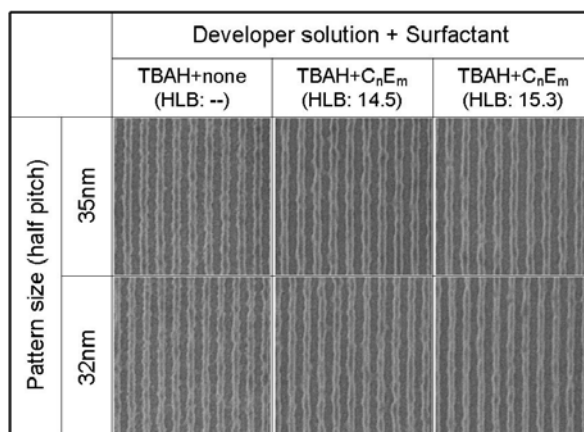 Developer solution + Surfactant
TBAH+none
(HLB: --)
TBAH+CnEm
(HLB: 14.5)
TBAH+CnEm
(HLB: 15.3)
Pattern size (half pitch)
35nm
32nm